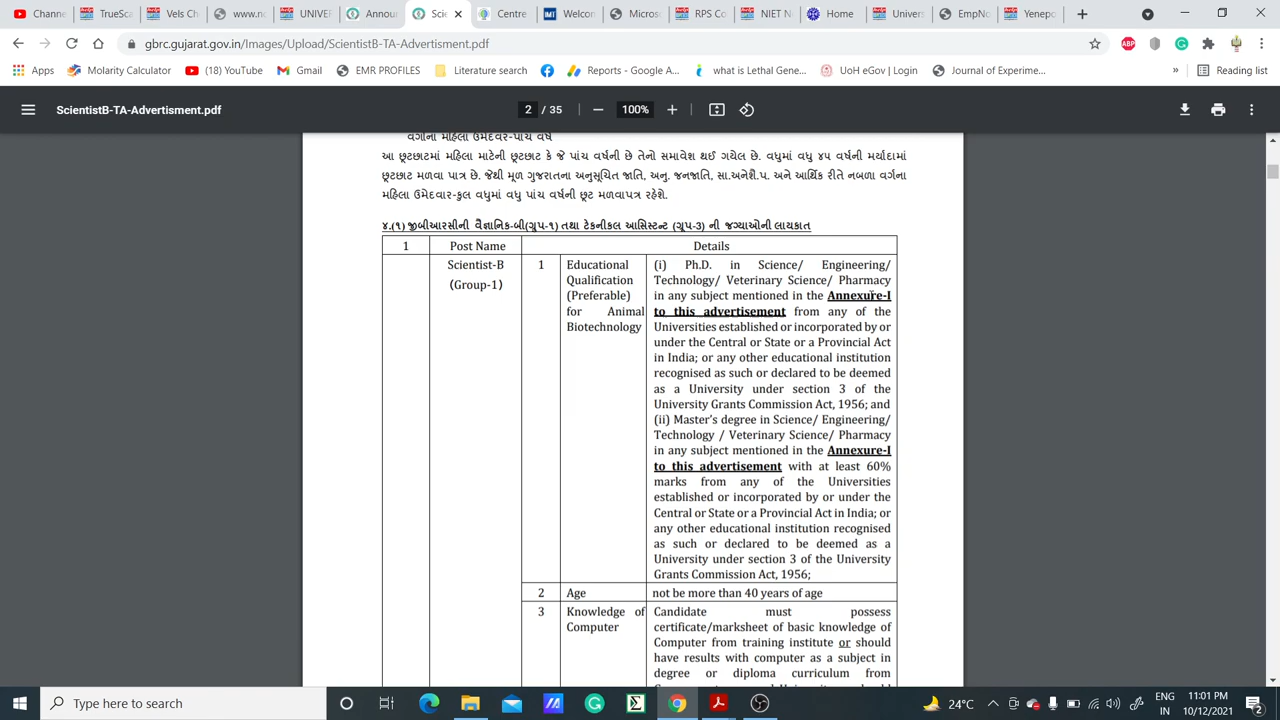 Channel
TrueSca
Vels Ch
www.nc
UNIVER
Annou
Scie
Centre
Welcon
Micros
RPS Co
NIET N
Home
Univers
EmpNo
Yenepo
gbrc.gujarat.gov.in/Images/Upload/ScientistB-TA-Advertisment.pdf
Apps
Molarity Calculator
(18) YouTube
Gmail
EMR PROFILES
Literature search
Reports - Google A...
what is Lethal Gene...
UoH eGov | Login
Journal of Experime...
»
Reading list
ScientistB-TA-Advertisment.pdf
2 / 35
100%
વર્ગોના મહિલા ઉમેદવાર-પાંચ વર્ષ
આ છૂટછાટમાં મહિલા માટેની છૂટછાટ કે જે પાંચ વર્ષની છે તેનો સમાવેશ થઈ ગયેલ છે. વધુમાં વધુ ૪૫ વર્ષની મર્યાદામાં
છૂટછાટ મળવા પાત્ર છે. જેથી મૂળ ગુજરાતના અનુસૂચિત જાતિ, અનુ. જનજાતિ, સા.અનેશૈ.પ. અને આર્થિક રીતે નબળા વર્ગના
મહિલા ઉમેદવાર-કુલ વધુમાં વધુ પાંચ વર્ષની છૂટ મળવાપત્ર રહેશે.
૪.(૧) જીબીઆરસીની વૈજ્ઞાનિક-બી(ગ્રુપ-૧) તથા ટેકનીકલ આસિસ્ટન્ટ (ગ્રુપ-3) ની જગ્યાઓની લાયકાત
1 Post Name Details
Scientist-B
(Group-1)
1
Educational
Qualification
(Preferable)
for Animal
Biotechnology
(i) Ph.D. in Science/ Engineering/
Technology/ Veterinary Science/ Pharmacy
in any subject mentioned in the Annexure-I
to this advertisement from any of the
Universities established or incorporated by or
under the Central or State or a Provincial Act
in India; or any other educational institution
recognised as such or declared to be deemed
as a University under section 3 of the
University Grants Commission Act, 1956; and
(ii) Master's degree in Science/ Engineering/
Technology / Veterinary Science/ Pharmacy
in any subject mentioned in the Annexure-I
to this advertisement with at least 60%
marks from any of the Universities
established or incorporated by or under the
Central or State or a Provincial Act in India; or
any other educational institution recognised
as such or declared to be deemed as a
University under section 3 of the University
Grants Commission Act, 1956;
2 Age not be more than 40 years of age
3
Knowledge of
Computer
Candidate must possess
certificate/marksheet of basic knowledge of
Computer from training institute or should
have results with computer as a subject in
degree or diploma curriculum from
Type here to search
24°C
ENG
IN
11:01 PM
10/12/2021
2